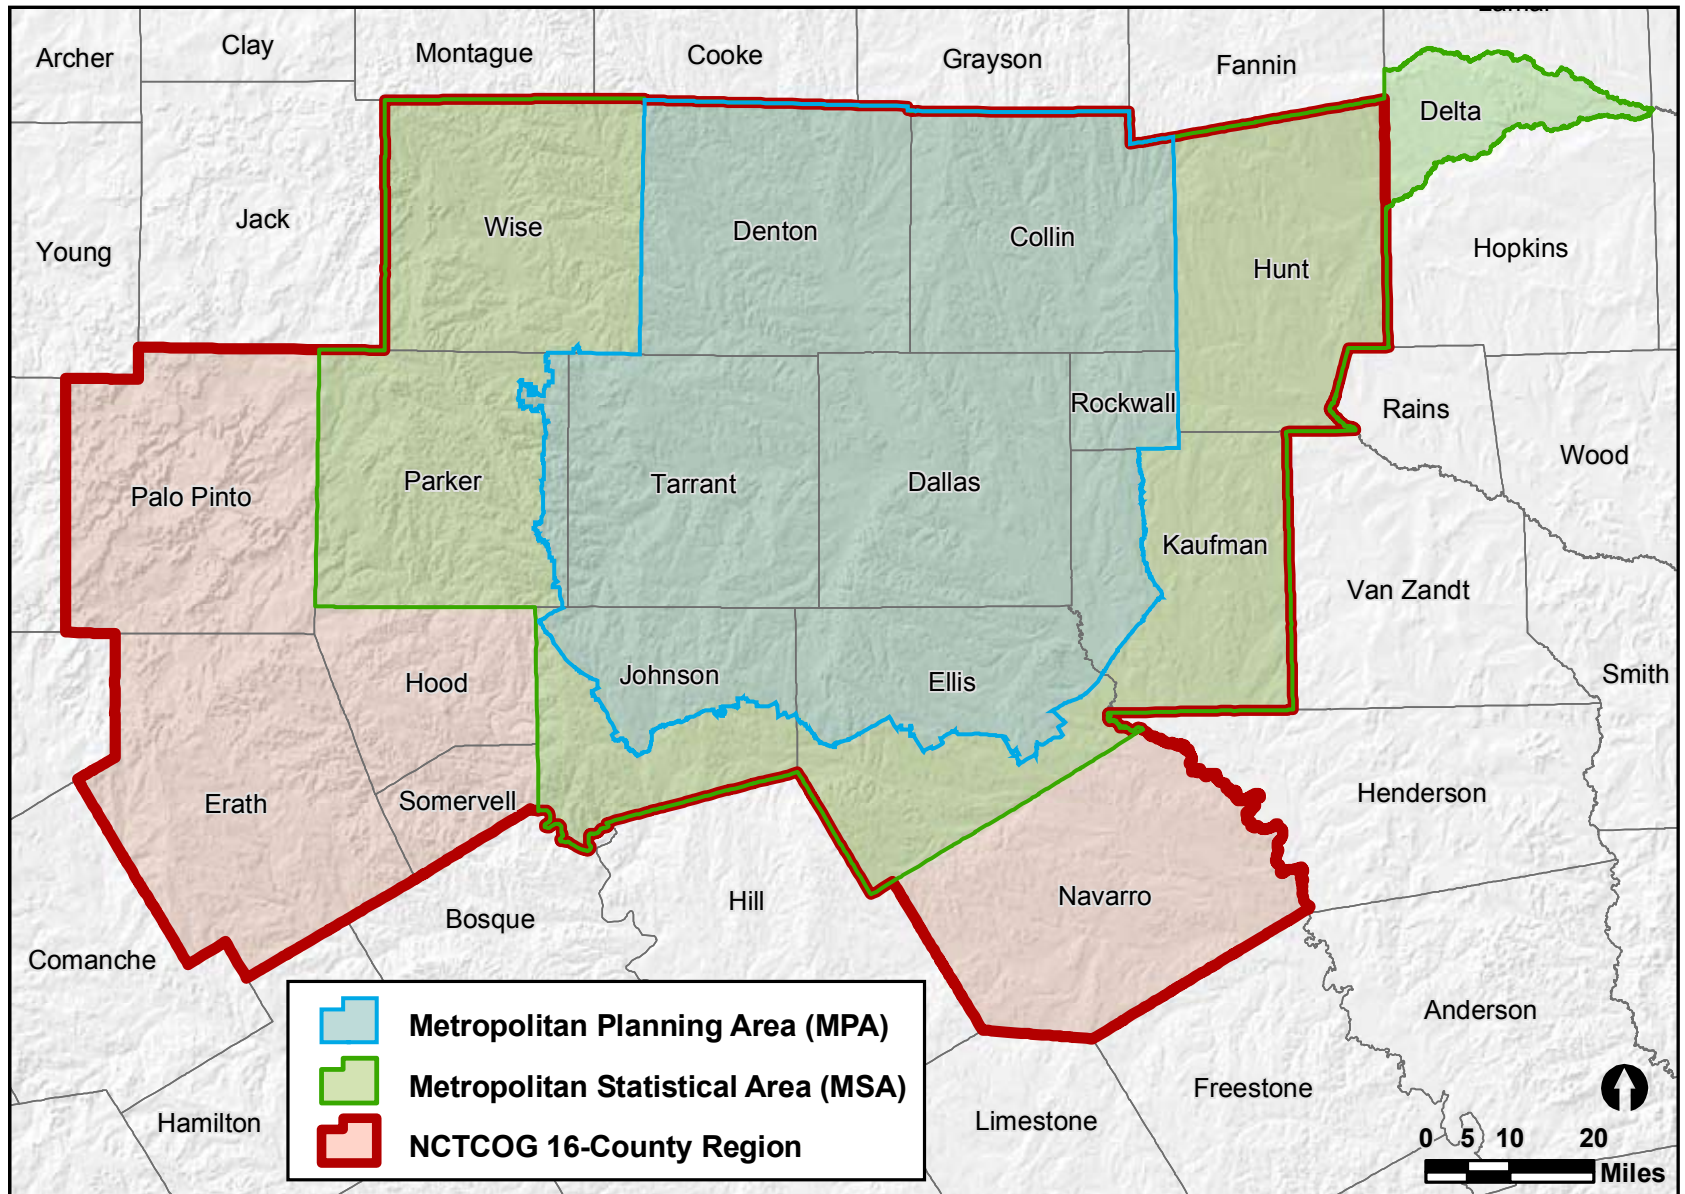 Lamar
Clay
Montague
Cooke
Grayson
Fannin
Archer
Delta
Jack
Wise
Denton
Collin
Hunt
Hopkins
Young
Rockwall
Rains
Wood
Palo Pinto
Parker
Tarrant
Dallas
Kaufman
Van Zandt
Hood
Johnson
Ellis
Smith
Erath
Somervell
Henderson
Navarro
Hill
Bosque
Comanche
Anderson
Freestone
Limestone
Hamilton
Metropolitan Planning Area (MPA)
Metropolitan Statistical Area (MSA)
NCTCOG 16-County Region
0 5 10 20
Miles